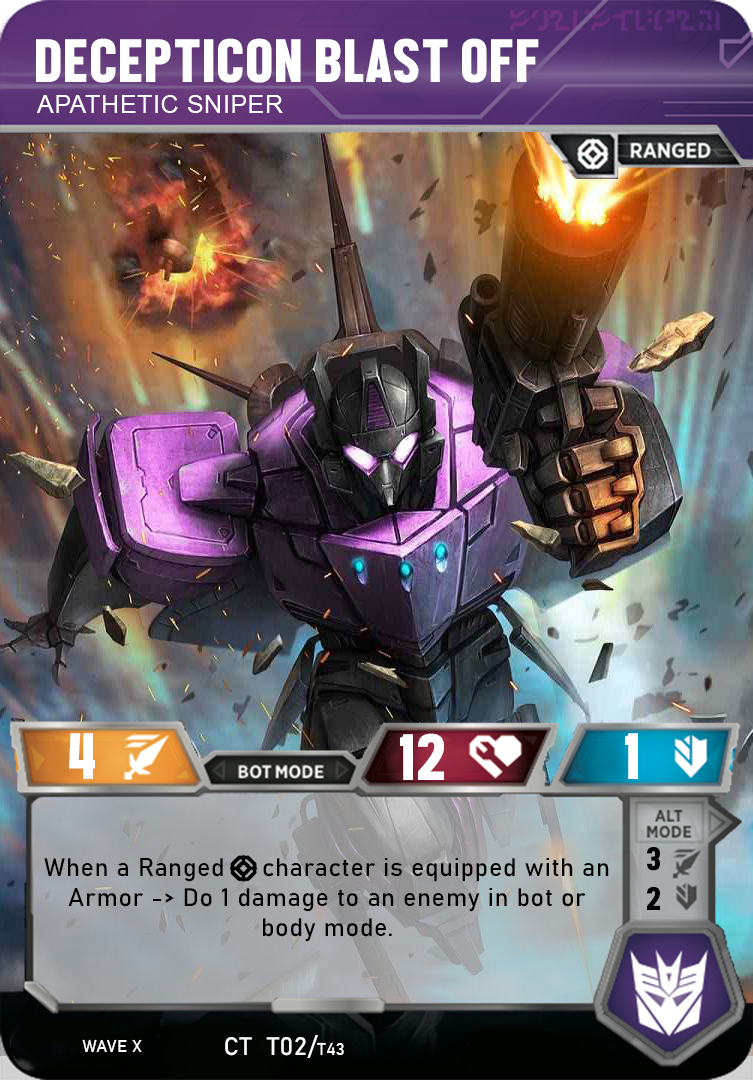 DECEPTICON BLAST OFF
APATHETIC SNIPER
RANGED
4
BOT MODE
12
1
ALT
MODE
3
2
When a Ranged character is equipped with an
Armor -> Do 1 damage to an enemy in bot or
body mode.
WAVE X
CT T02/T43